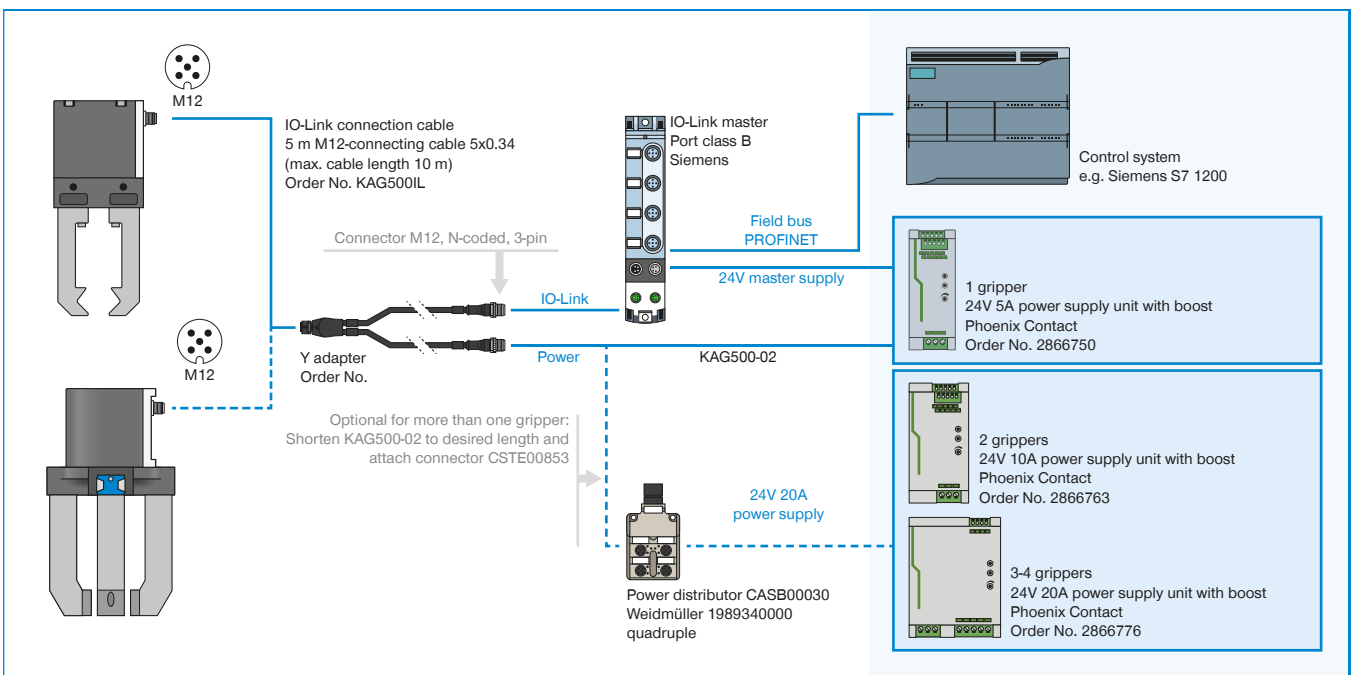 M12
IO-Link connection cable
5 m M12-connecting cable 5x0.34
(max. cable length 10 m)
Order No. KAG500IL
IO-Link master
Port class B
Siemens
Control system
e.g. Siemens S7 1200
Connector M12, N-coded, 3-pin
Field bus
PROFINET
24V master supply
IO-Link
1 gripper
24V 5A power supply unit with boost
Phoenix Contact
Order No. 2866750
M12
Y adapter
Order No.
Power
KAG500-02
Optional for more than one gripper:
Shorten KAG500-02 to desired length and
attach connector CSTE00853
2 grippers
24V 10A power supply unit with boost
Phoenix Contact
Order No. 2866763
24V 20A
power supply
Power distributor CASB00030
Weidmüller 1989340000
quadruple
3-4 grippers
24V 20A power supply unit with boost
Phoenix Contact
Order No. 2866776